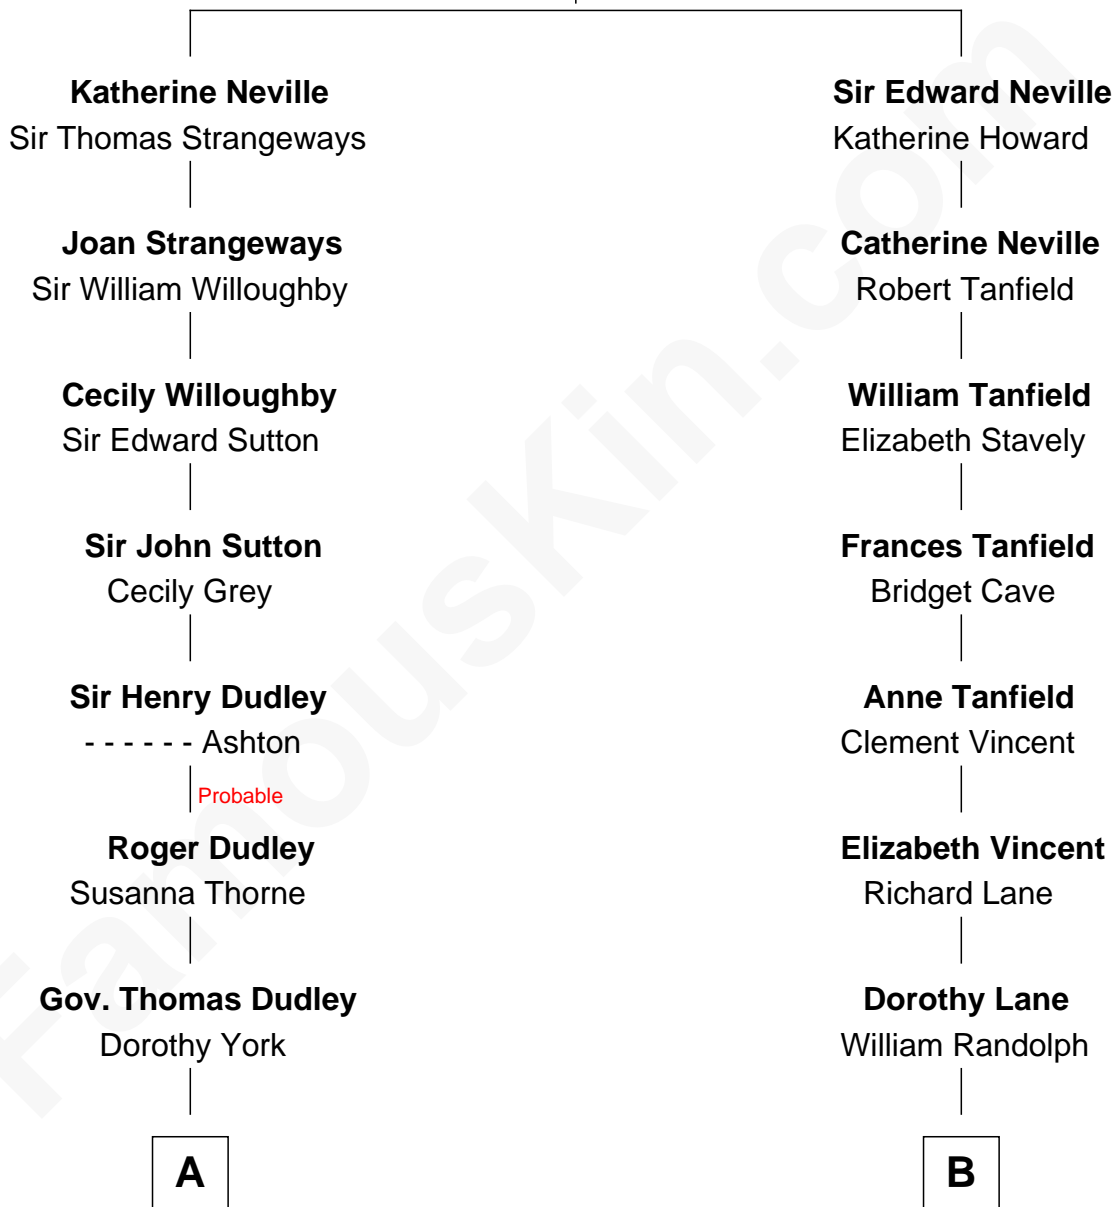 Katherine Neville
Sir Thomas Strangeways
Joan Strangeways
Sir William Willoughby
Cecily Willoughby
Sir Edward Sutton
Sir John Sutton
Cecily Grey
Sir Henry Dudley
- - - - - - Ashton
Probable
Roger Dudley
Susanna Thorne
Gov. Thomas Dudley
Dorothy York
A
Sir Edward Neville
Katherine Howard
Catherine Neville
Robert Tanfield
William Tanfield
Elizabeth Stavely
Frances Tanfield
Bridget Cave
Anne Tanfield
Clement Vincent
Elizabeth Vincent
Richard Lane
Dorothy Lane
William Randolph
B
FamousKin.com